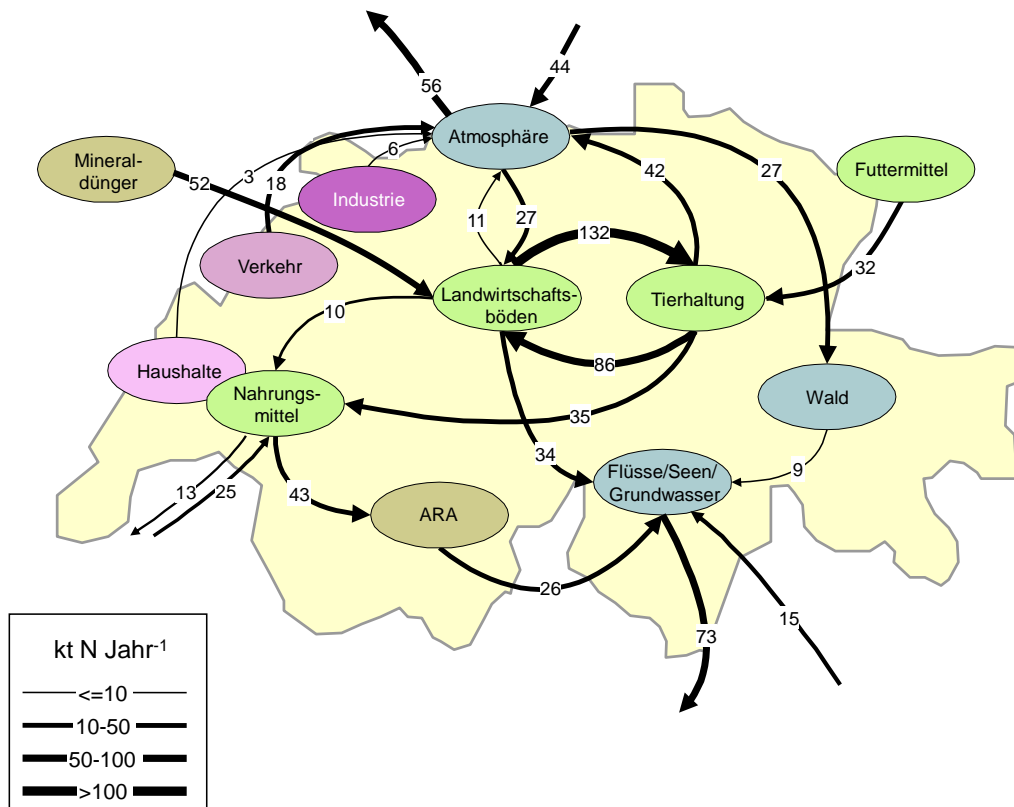 56
44
Atmosphäre
Mineral-
dünger
3
6
52
18
Industrie
42
27
Futtermittel
11
27
132
Verkehr
32
Landwirtschafts-
böden
Tierhaltung
10
86
Haushalte
Nahrungs-
mittel
35
Wald
34
Flüsse/Seen/
Grundwasser
9
13
25
43
ARA
26
15
73
kt N Jahr-1
<=10
10-50
50-100
>100